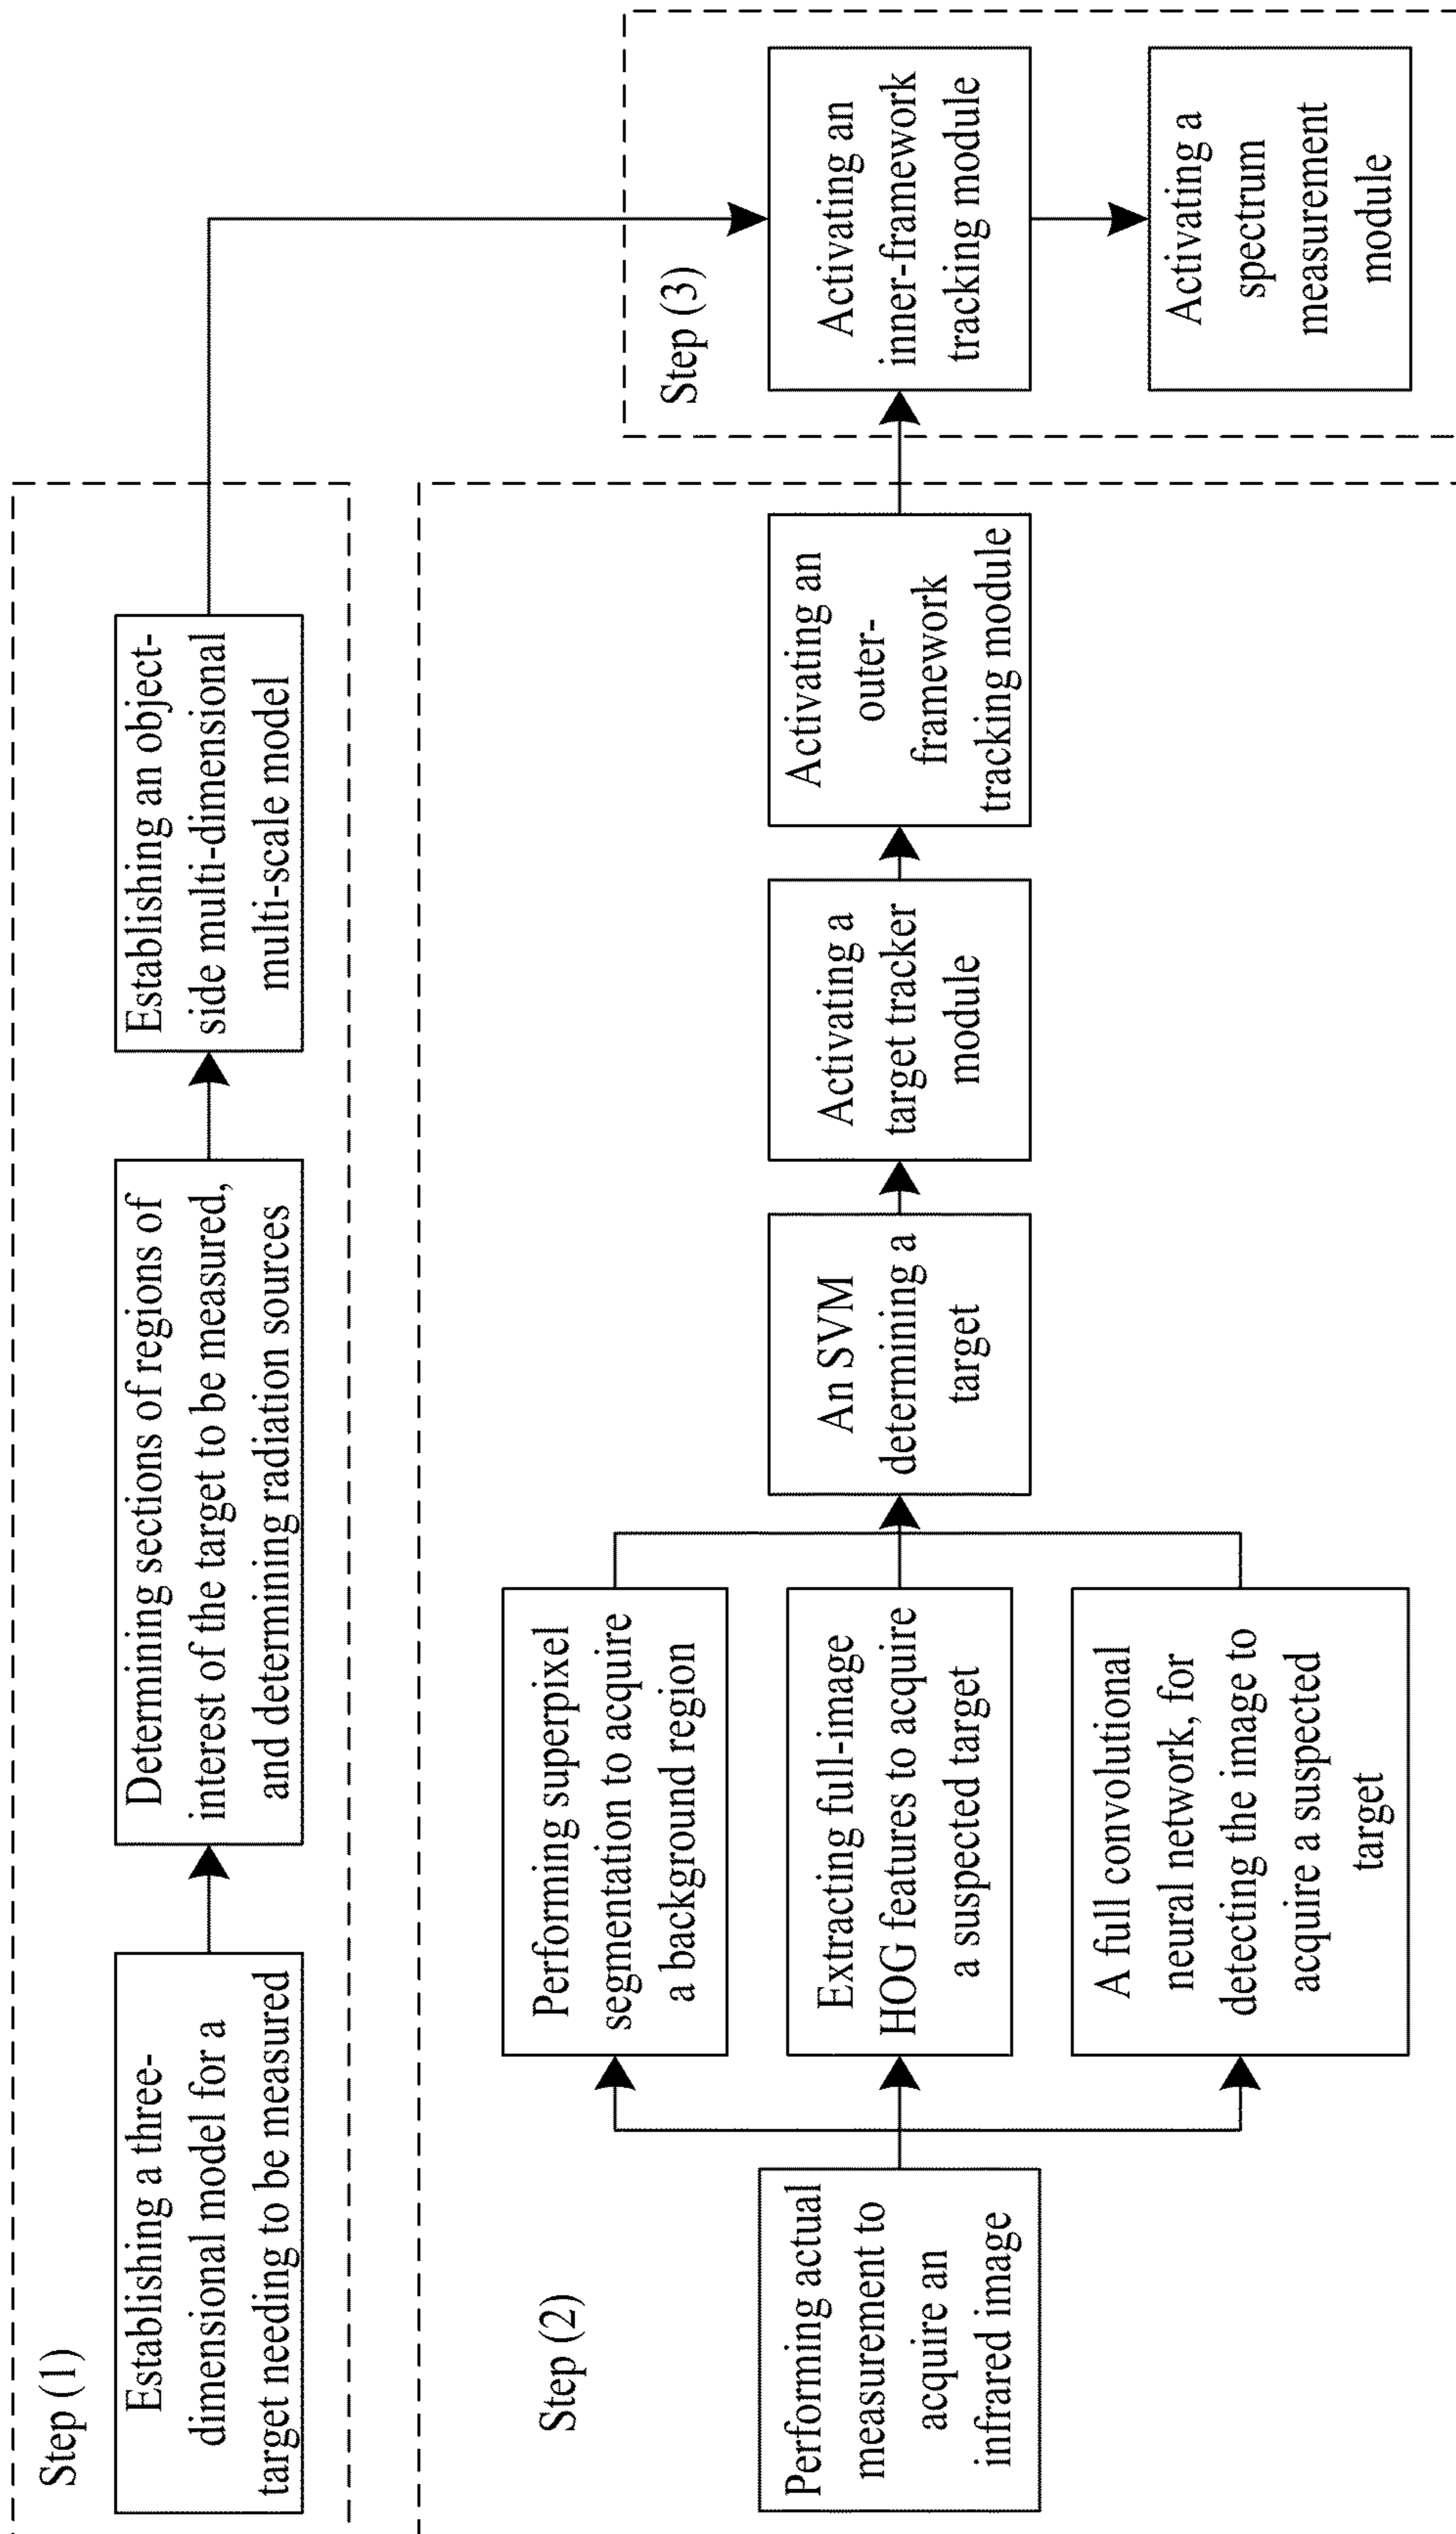 Step (1)
Establishing a three-
dimensional model for a
target needing to be measured
Determining sections of regions of
interest of the target to be measured,
and determining radiation sources
Establishing an object-
side multi-dimensional
multi-scale model
Step (2)
Performing actual
measurement to
acquire an
infrared image
Performing superpixel
segmentation to acquire
a background region
Extracting full-image
HOG features to acquire
a suspected target
A full convolutional
neural network, for
detecting the image to
acquire a suspected
target
An SVM
determining a
target
Activating a
target tracker
module
Activating an
outer-
framework
tracking module
Step (3)
Activating an
inner-framework
tracking module
Activating a
spectrum
measurement
module